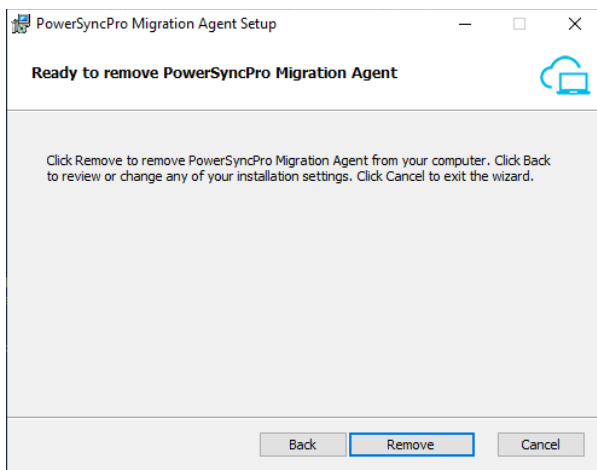 PowerSyncPro Migration Agent Setup
Ready to remove PowerSyncPro Migration Agent
Click Remove to remove PowerSyncPro Migration Agent from your computer. Click Back
to review or change any of your installation settings. Click Cancel to exit the wizard.
Back Remove Cancel